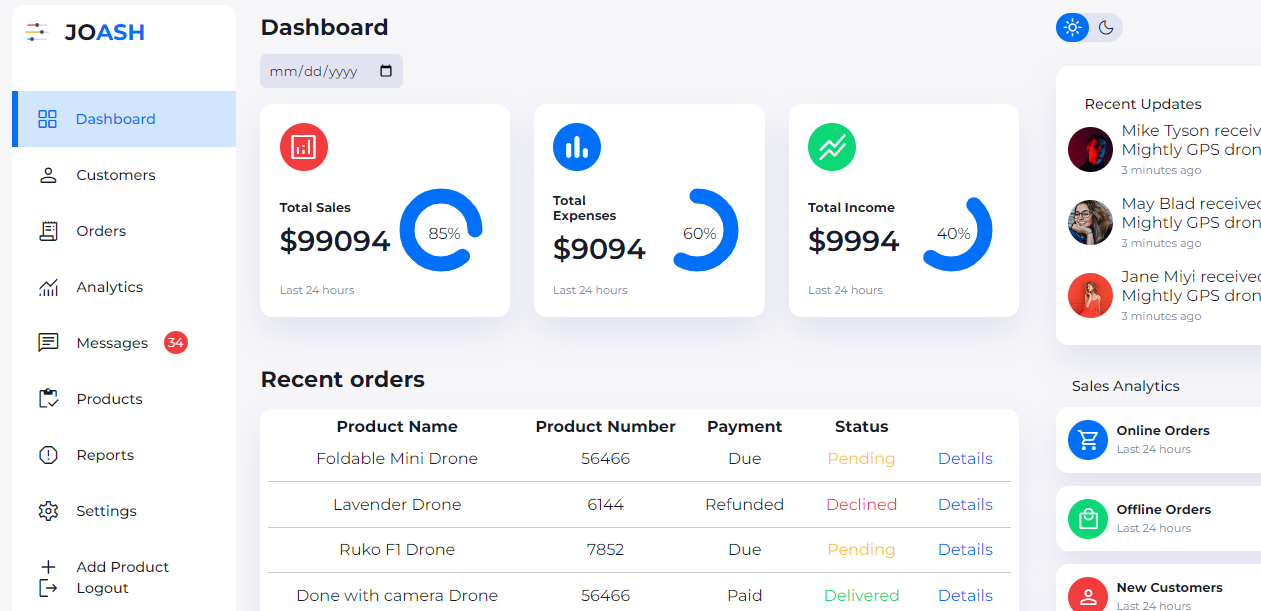 JOASH
Dashboard
Customers
Orders
Analytics
Messages 34
Products
Reports
Settings
Add Product
Logout
Dashboard
mm/dd/yyyy
Total Sales
$99094
85%
Last 24 hours
Total
Expenses
$9094
60%
Last 24 hours
Total Income
$9994
40%
Last 24 hours
Recent orders
Product Name Product Number Payment Status
Foldable Mini Drone 56466 Due Pending Details
Lavender Drone 6144 Refunded Declined Details
Ruko F1 Drone 7852 Due Pending Details
Done with camera Drone 56466 Paid Delivered Details
Recent Updates
Mike Tyson receiv
Mightly GPS dron
3 minutes ago
May Blad received
Mightly GPS dron
3 minutes ago
Jane Miyi received
Mightly GPS dron
3 minutes ago
Sales Analytics
Online Orders
Last 24 hours
Offline Orders
Last 24 hours
New Customers
Last 24 hours